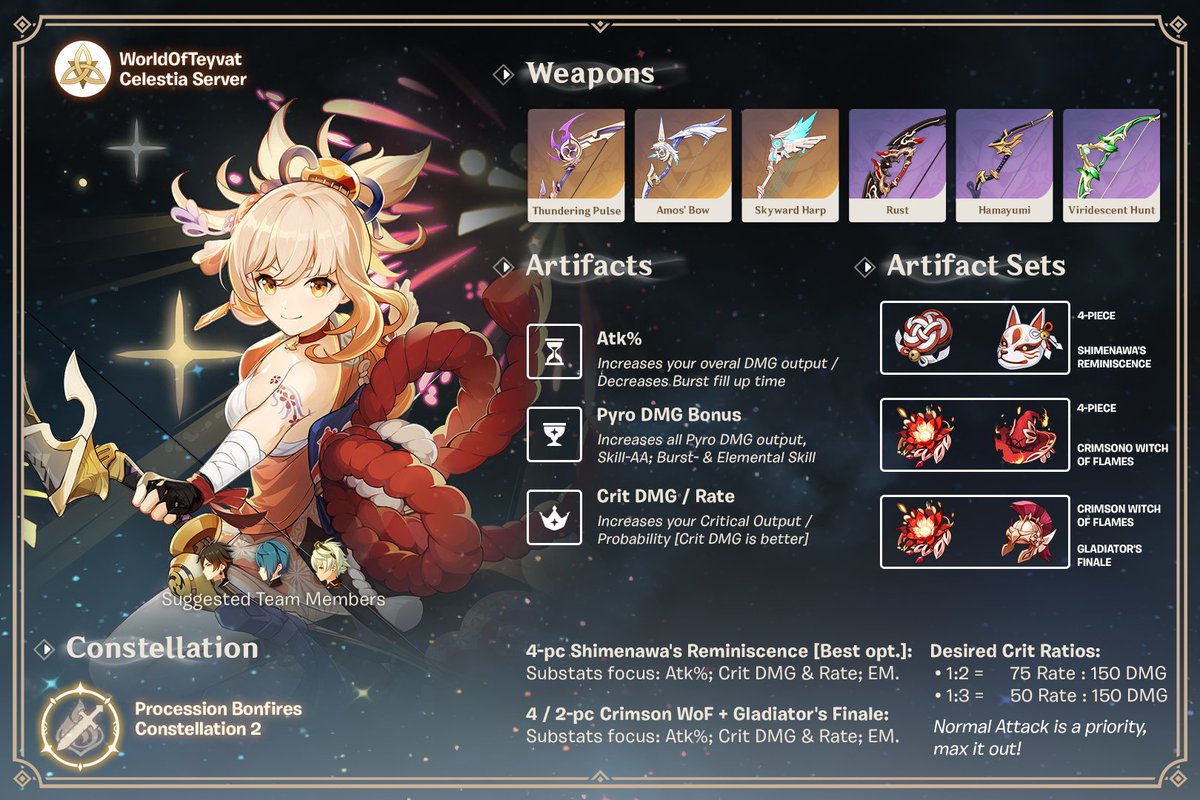 WorldOfTeyvat
Celestia Server
Weapons
Thundering Pulse
Amos' Bow
Skyward Harp
Rust
Hamayumi
Viridescent Hunt
Artifacts
Atk%
Increases your overal DMG output /
Decreases Burst fill up time
Pyro DMG Bonus
Increases all Pyro DMG output,
Skill-AA; Burst- & Elemental Skill
Crit DMG / Rate
Increases your Critical Output /
Probability [Crit DMG is better]
Artifact Sets
4-PIECE
SHIMENAWA'S
REMINISCENCE
4-PIECE
CRIMSONO WITCH
OF FLAMES
CRIMSON WITCH
OF FLAMES
GLADIATOR'S
FINALE
Suggested Team Members
Constellation
Procession Bonfires
Constellation 2
4-pc Shimenawa's Reminiscence [Best opt.]:
Substats focus: Atk%; Crit DMG & Rate; EM.
4 / 2-pc Crimson WoF + Gladiator's Finale:
Substats focus: Atk%; Crit DMG & Rate; EM.
Desired Crit Ratios:
• 1:2 = 75 Rate : 150 DMG
• 1:3 = 50 Rate : 150 DMG
Normal Attack is a priority,
max it out!